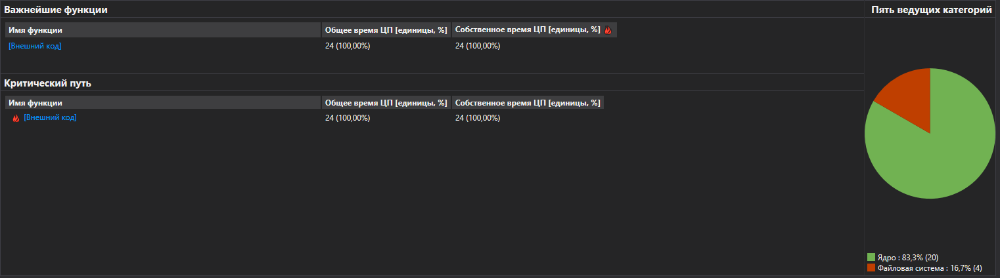 Важнейшие функции
Имя функции Общее время ЦП [единицы, %] Собственное время ЦП [единицы, %]
[Внешний код] 24 (100,00%) 24 (100,00%)
Критический путь
Имя функции Общее время ЦП [единицы, %] Собственное время ЦП [единицы, %]
[Внешний код] 24 (100,00%) 24 (100,00%)
Пять ведущих категорий
Ядро : 83,3% (20)
Файловая система : 16,7% (4)